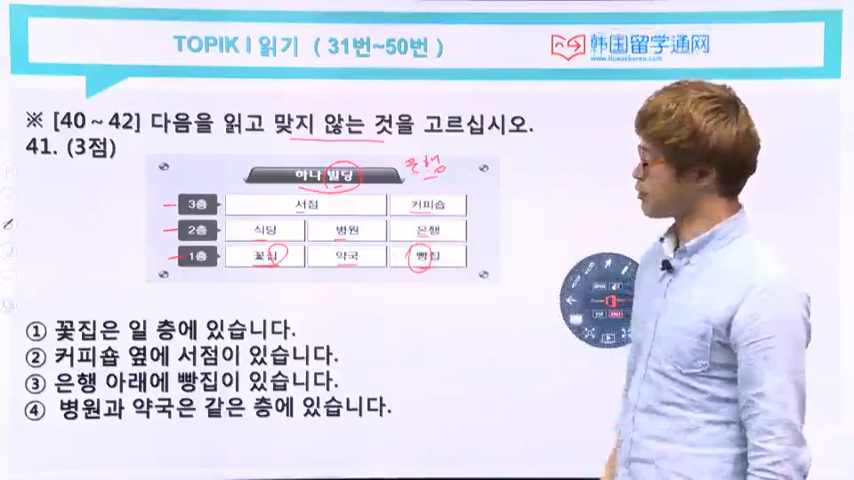 TOPIK I 읽기 ( 31번~50번 )
韩国留学通网
※ [40 ~ 42] 다음을 읽고 맞지 않는 것을 고르십시오.
41. (3점)
하나 빌딩
은행
3층 서점 커피숍
2층 식당 병원 은행
1층 꽃집 약국 빵집
① 꽃집은 일 층에 있습니다.
② 커피숍 옆에 서점이 있습니다.
③ 은행 아래에 빵집이 있습니다.
④ 병원과 약국은 같은 층에 있습니다.